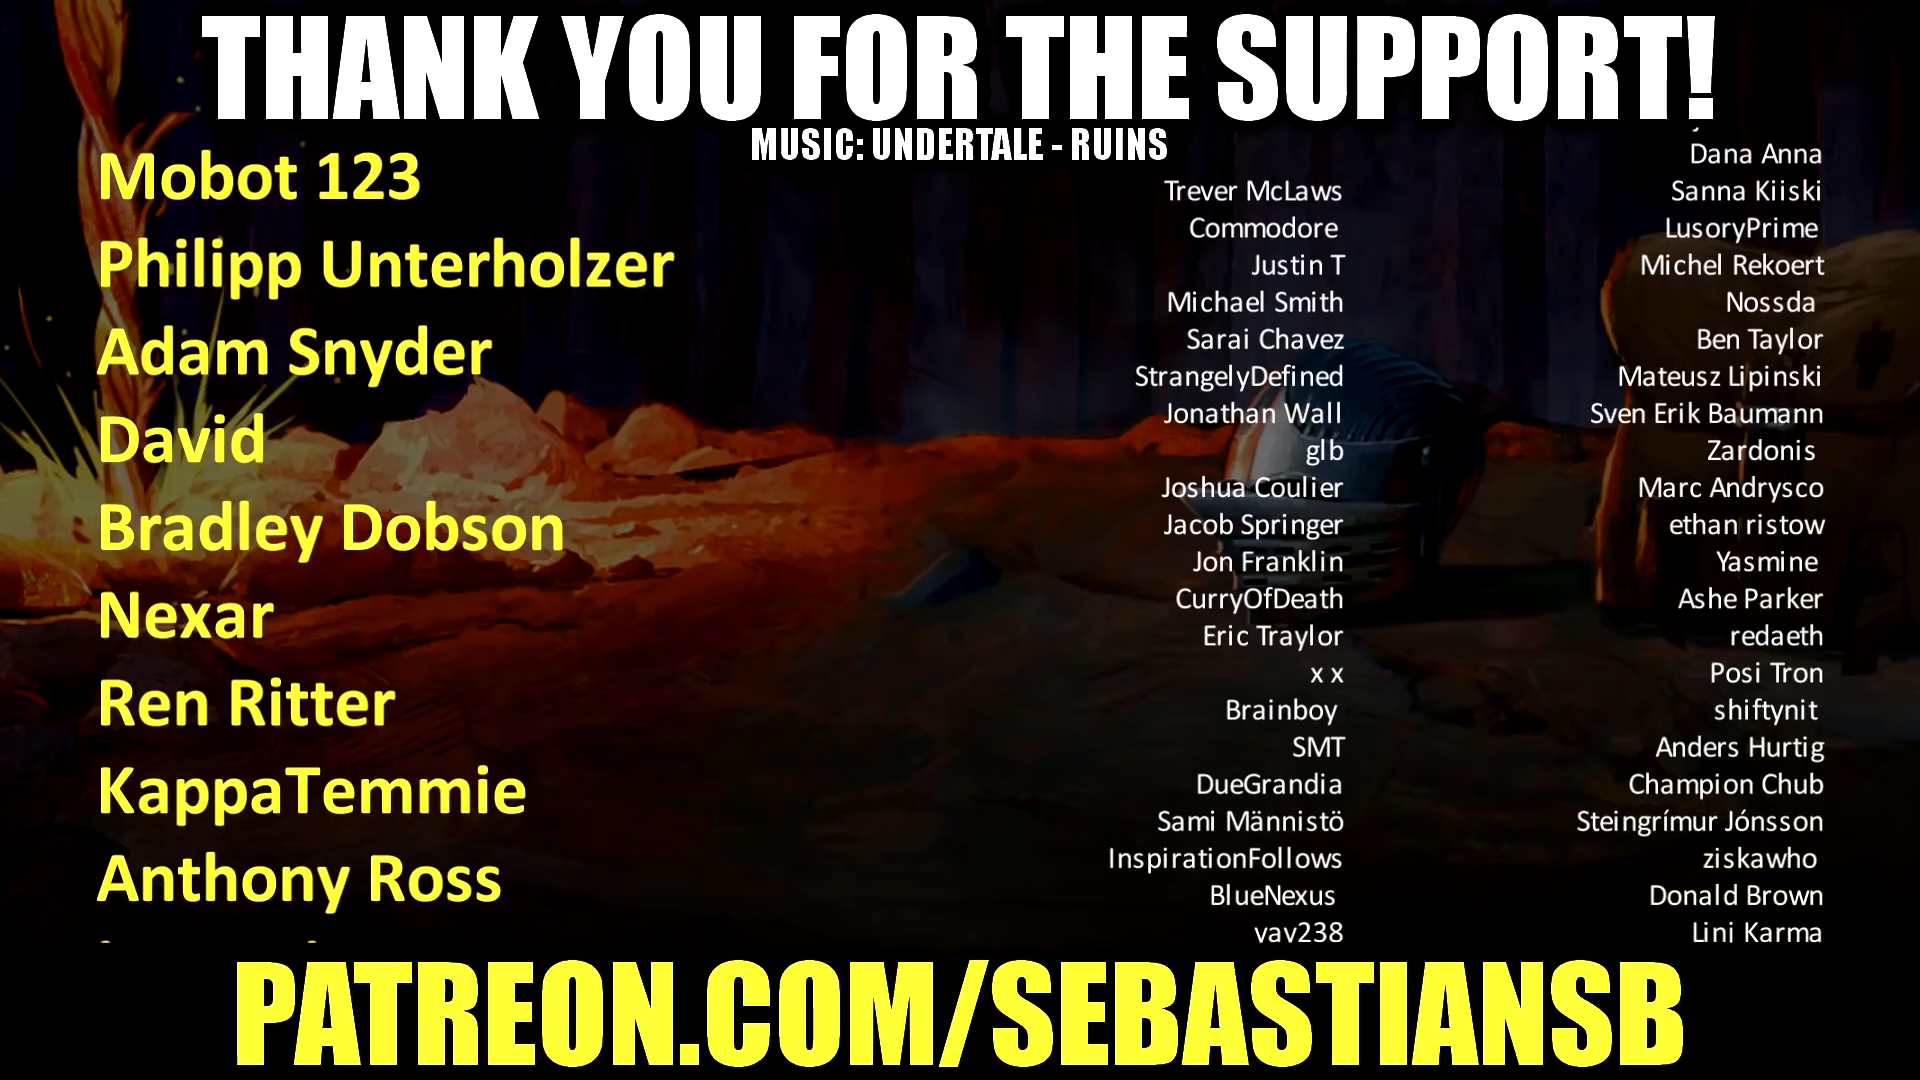 THANK YOU FOR THE SUPPORT!
MUSIC: UNDERTALE - RUINS
Mobot 123
Philipp Unterholzer
Adam Snyder
David
Bradley Dobson
Nexar
Ren Ritter
KappaTemmie
Anthony Ross
Trever McLaws
Commodore
Justin T
Michael Smith
Sarai Chavez
StrangelyDefined
Jonathan Wall
glb
Joshua Coulier
Jacob Springer
Jon Franklin
CurryOfDeath
Eric Traylor
x x
Brainboy
SMT
DueGrandia
Sami Männistö
InspirationFollows
BlueNexus
vav238
Dana Anna
Sanna Kiiski
LusoryPrime
Michel Rekoert
Nossda
Ben Taylor
Mateusz Lipinski
Sven Erik Baumann
Zardonis
Marc Andrysco
ethan ristow
Yasmine
Ashe Parker
redaeth
Posi Tron
shiftynit
Anders Hurtig
Champion Chub
Steingrímur Jónsson
ziskawho
Donald Brown
Lini Karma
PATREON.COM/SEBASTIANSB